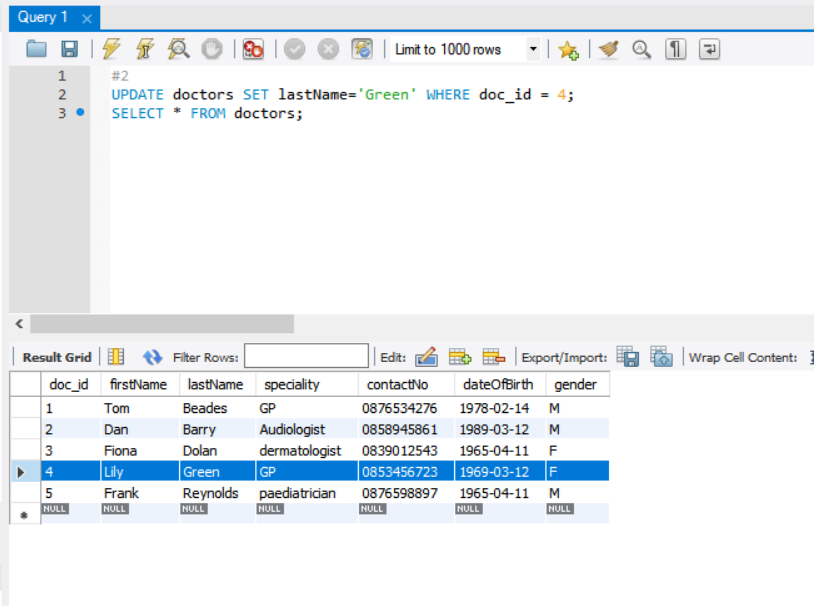 Query 1
Limit to 1000 rows
1 #2
2 UPDATE doctors SET lastName='Green' WHERE doc_id = 4;
3 SELECT * FROM doctors;
Result Grid Filter Rows: Edit: Export/Import: Wrap Cell Content:
doc_id firstName lastName speciality contactNo dateOfBirth gender
1 Tom Beades GP 0876534276 1978-02-14 M
2 Dan Barry Audiologist 0858945861 1989-03-12 M
3 Fiona Dolan dermatologist 0839012543 1965-04-11 F
4 Lily Green GP 0853456723 1969-03-12 F
5 Frank Reynolds paediatrician 0876598897 1965-04-11 M
NULL NULL NULL NULL NULL NULL NULL